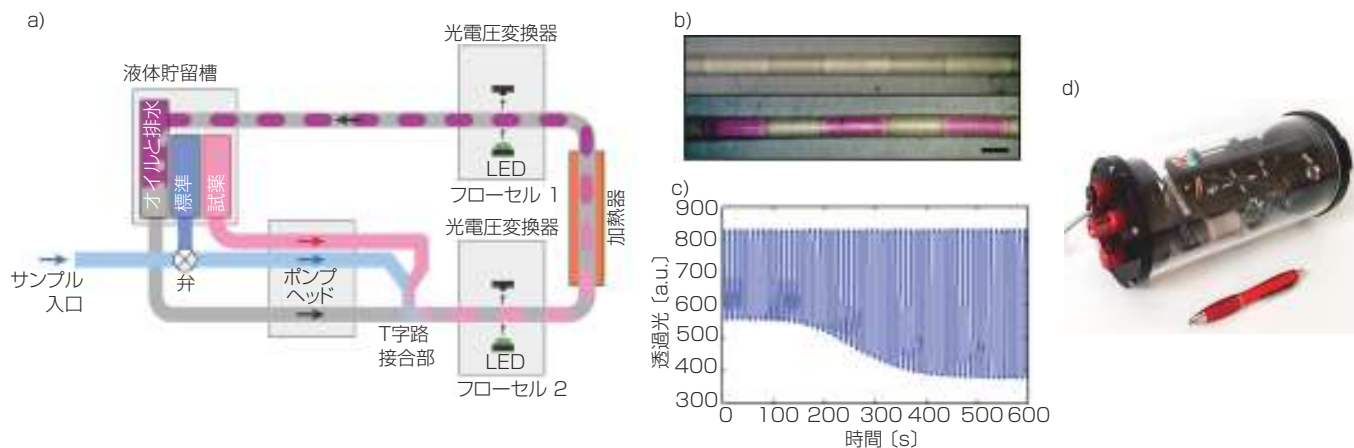 a)
液体貯留槽
オイルと排水
標準
試薬
サンプル
入口
弁
ポンプ
ヘッド
T字路
接合部
光電圧変換器
LED
フローセル 1
光電圧変換器
LED
フローセル 2
加熱器
b)
c)
透過光〔a.u.〕
900
800
700
600
500
400
300
0 100 200 300 400 500 600
時間〔s〕
d)